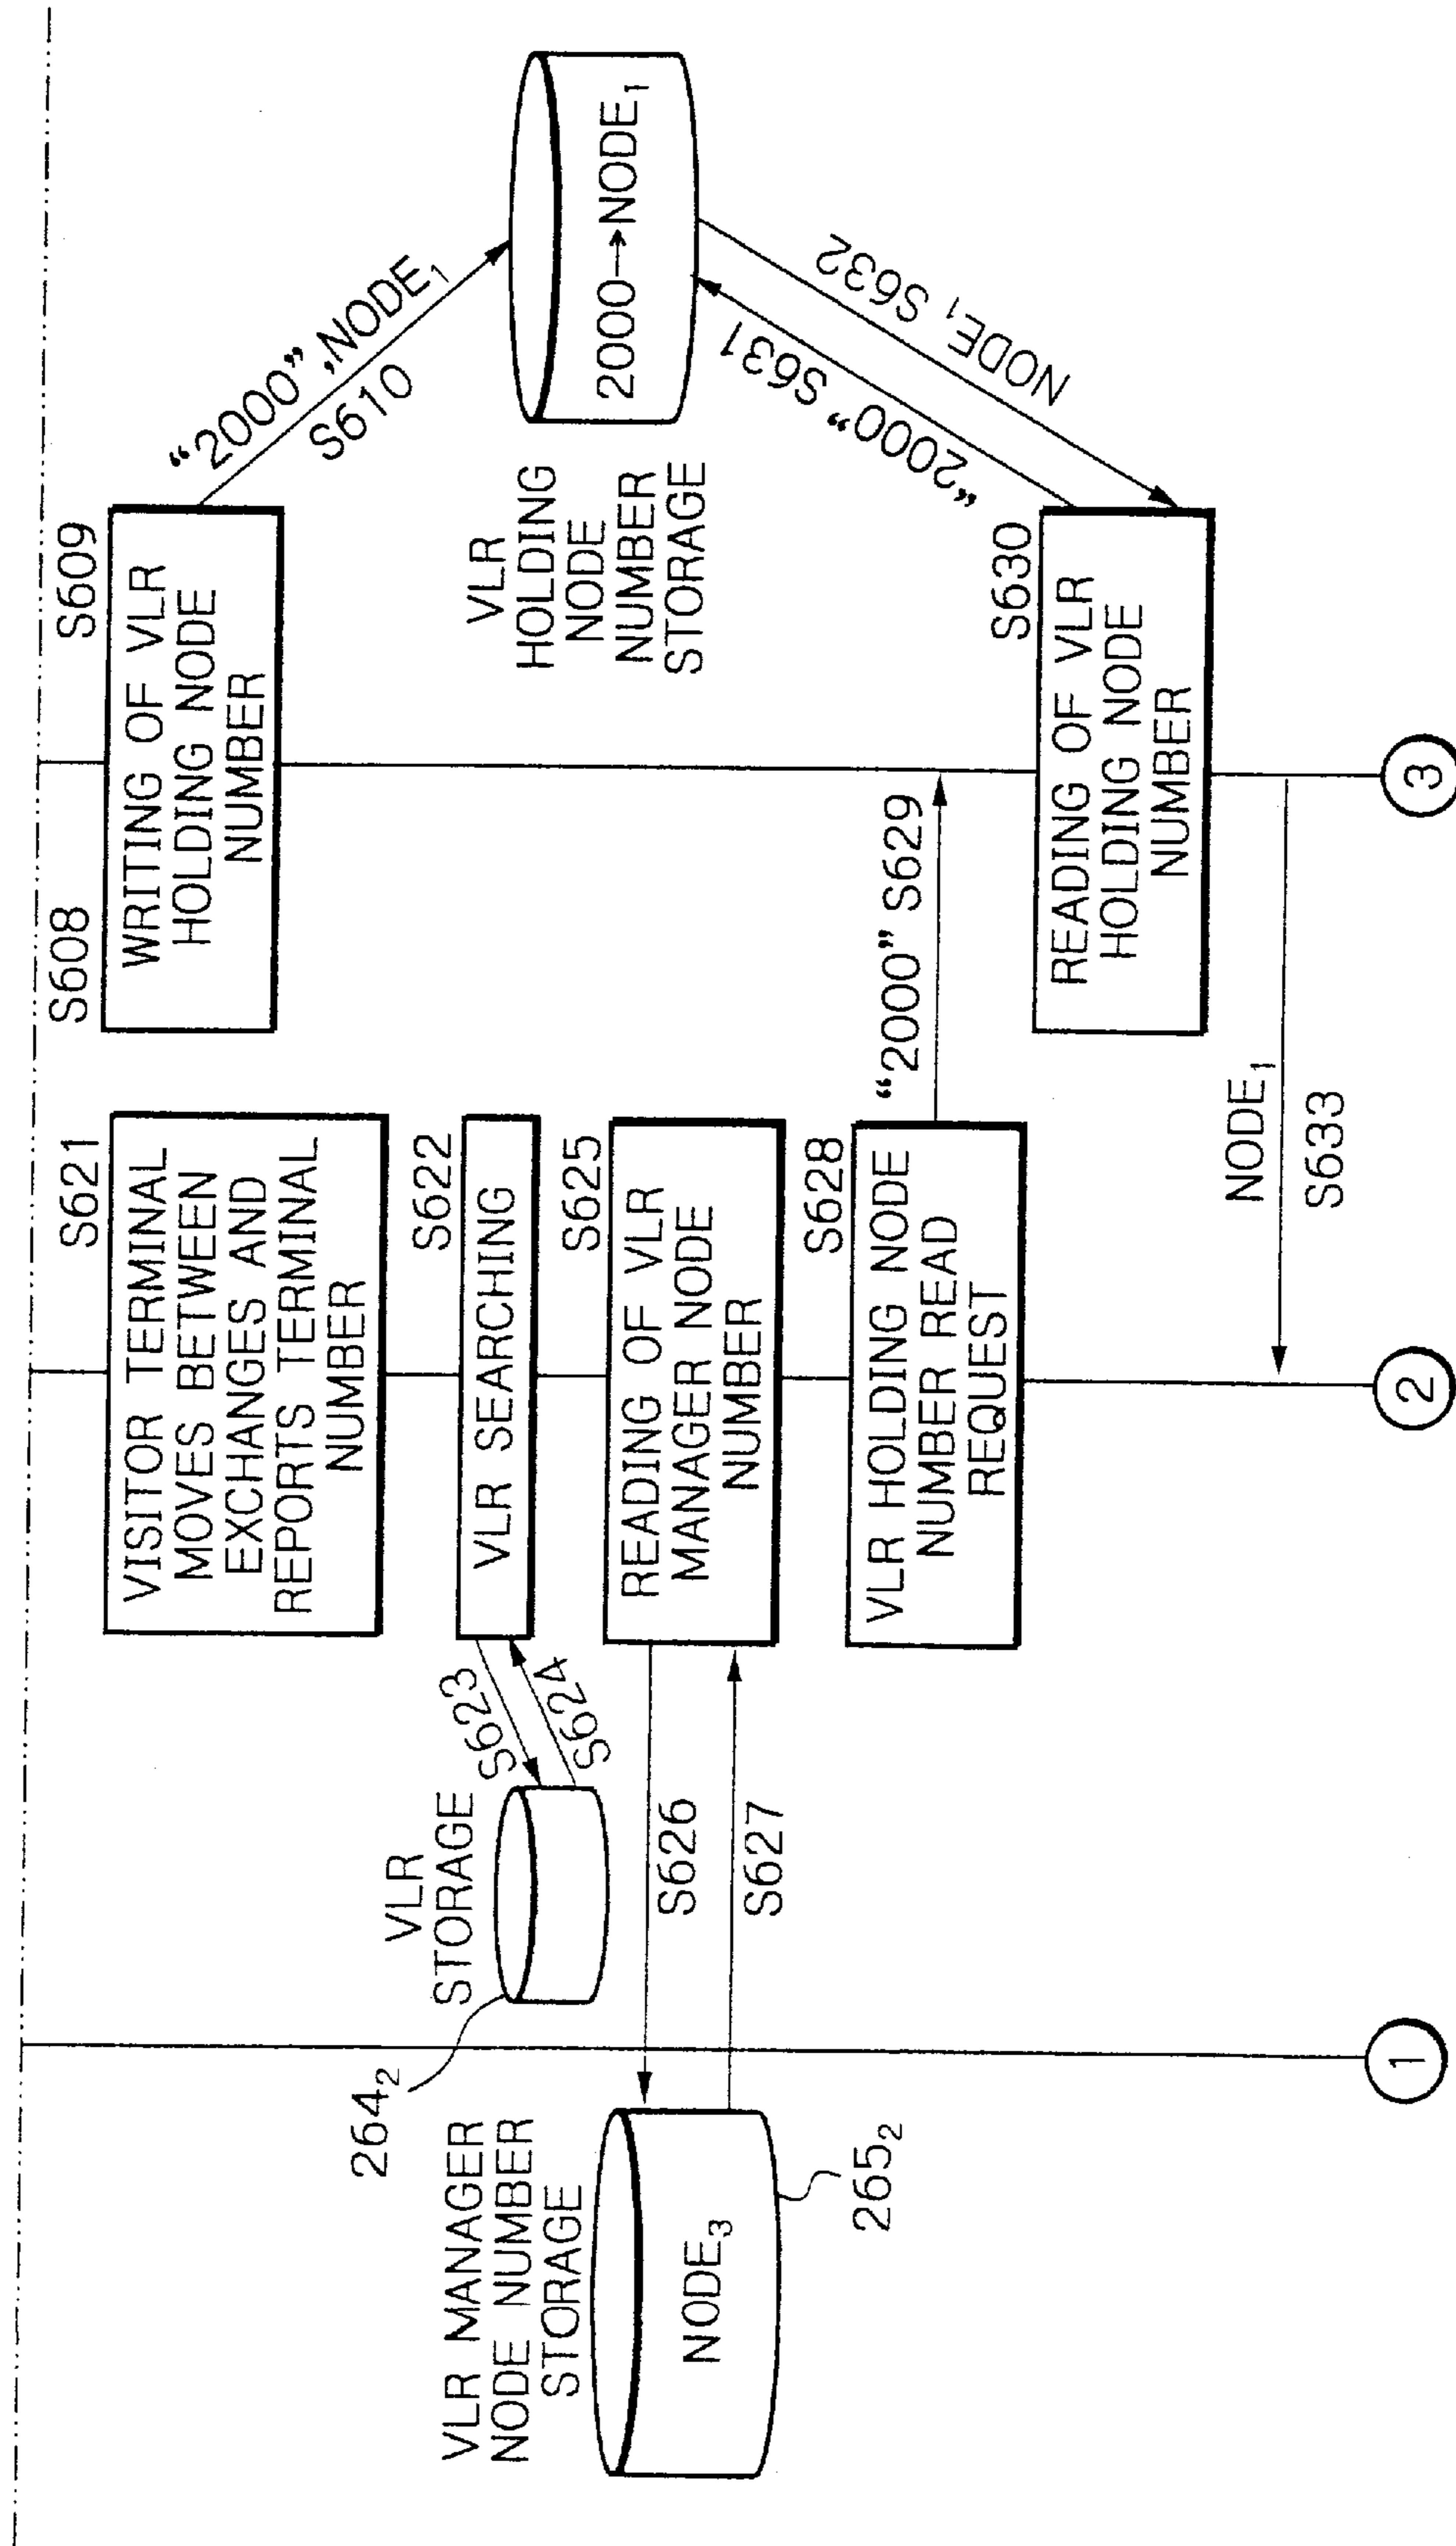 S621
VISITOR TERMINAL
MOVES BETWEEN
EXCHANGES AND
REPORTS TERMINAL
NUMBER
S608
S609
WRITING OF VLR
HOLDING NODE
NUMBER
“2000”, NODE₁
S610
VLR
STORAGE
264₂
S623
S624
S622
VLR SEARCHING
VLR
HOLDING
NODE
NUMBER
STORAGE
2000→NODE₁
VLR MANAGER
NODE NUMBER
STORAGE
NODE₃
265₂
S626
S627
S625
READING OF VLR
MANAGER NODE
NUMBER
S628
VLR HOLDING NODE
NUMBER READ
REQUEST
“2000” S629
“2000” S631
NODE₁ S632
S630
READING OF VLR
HOLDING NODE
NUMBER
NODE₁
S633
1
2
3